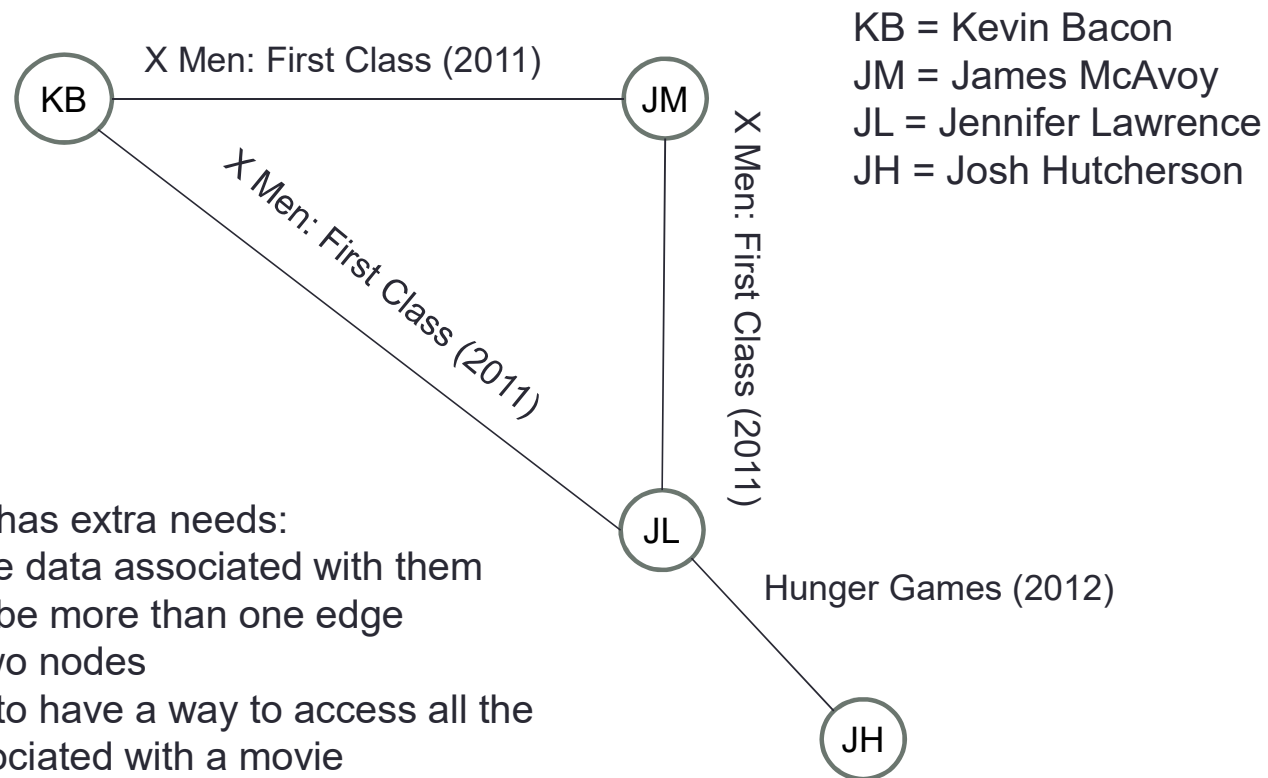 KB = Kevin Bacon
JM = James McAvoy
JL = Jennifer Lawrence
JH = Josh Hutcherson
X Men: First Class (2011)
KB
JM
X Men: First Class (2011)
X Men: First Class (2011)
JL
Hunger Games (2012)
JH
has extra needs:
e data associated with them
be more than one edge
vo nodes
to have a way to access all the
ociated with a movie